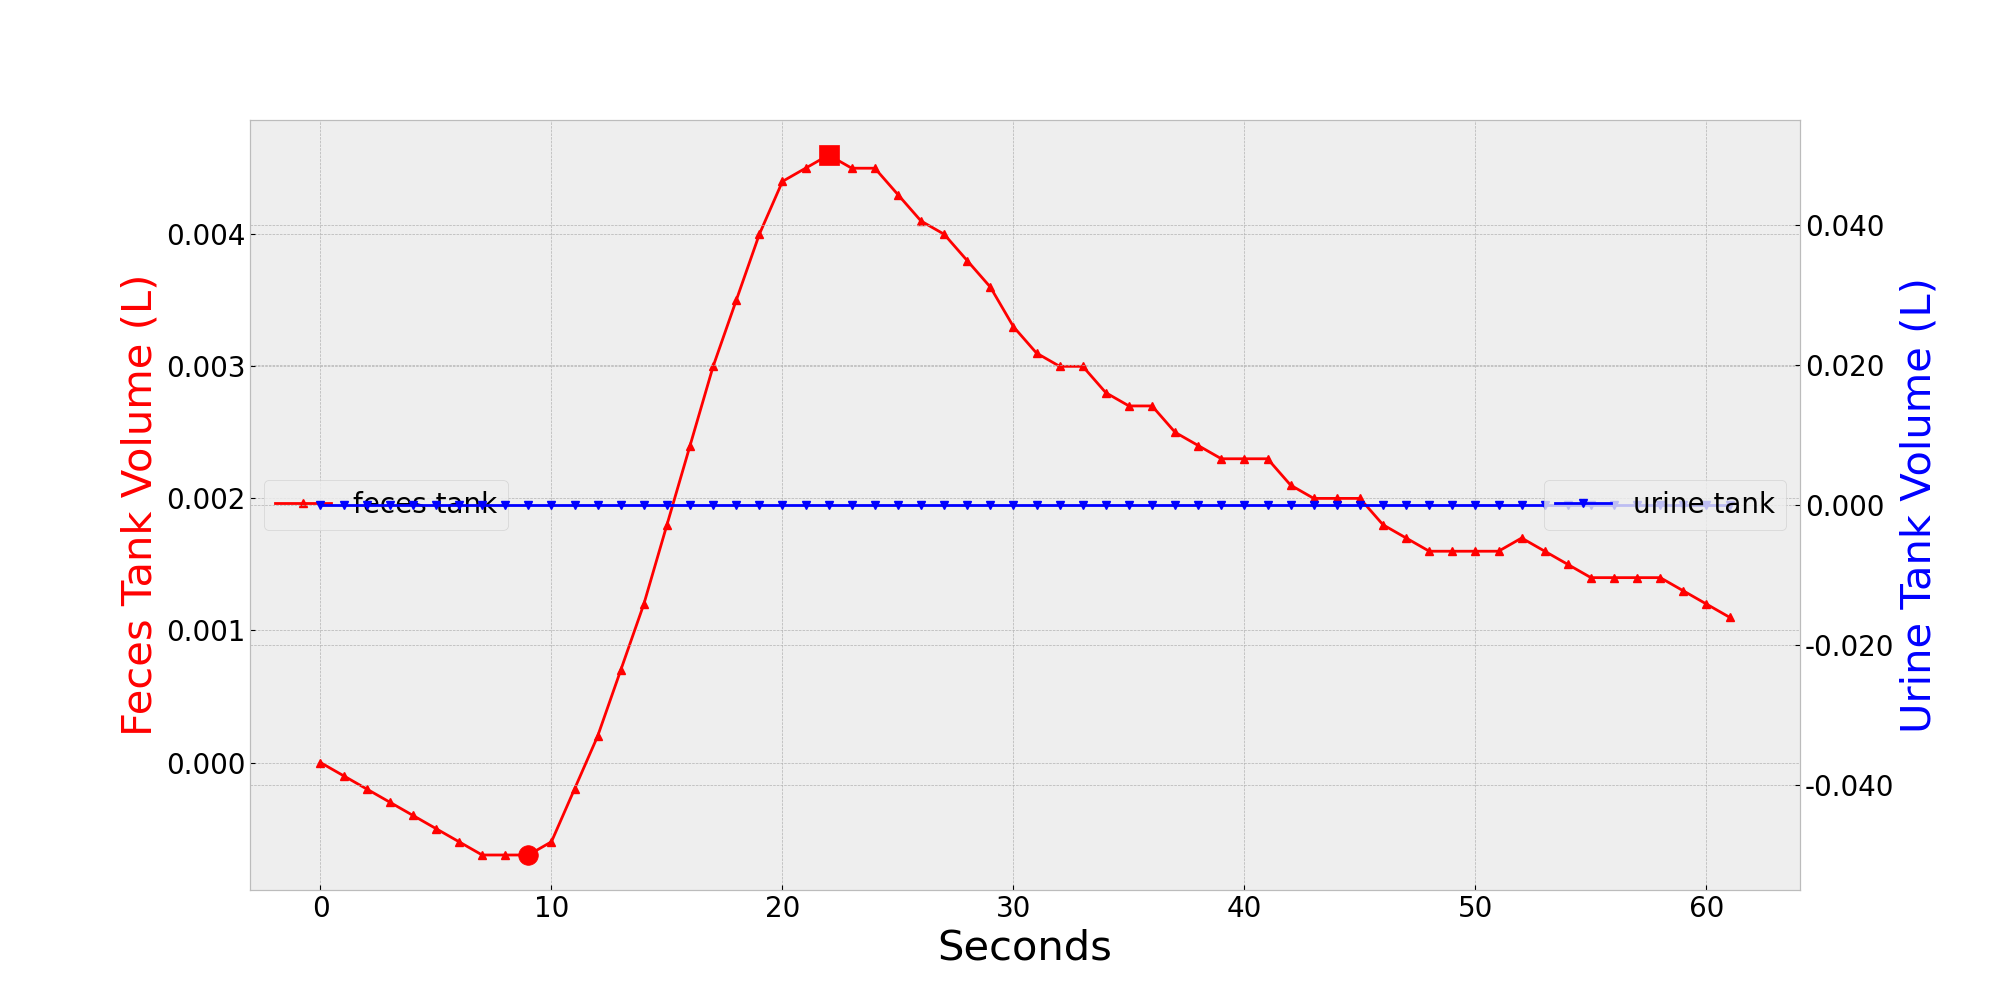 Feces Tank Volume (L)
0.004
0.003
0.002
0.001
0.000
feces tank
urine tank
0.040
0.020
0.000
-0.020
-0.040
Urine Tank Volume (L)
0 10 20 30 40 50 60
Seconds